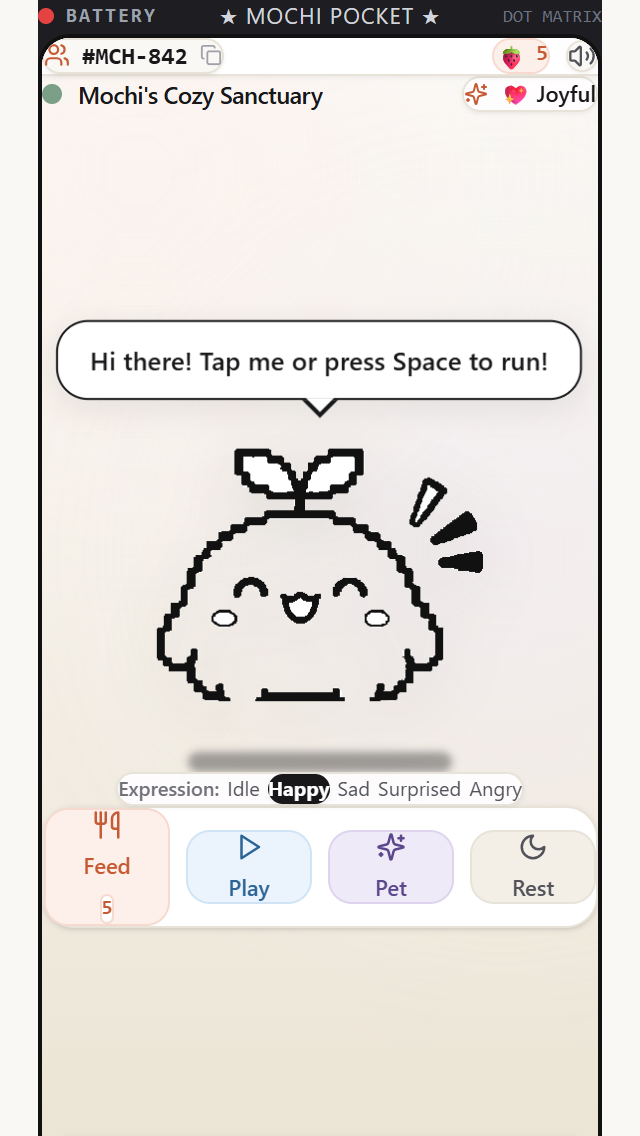 BATTERY ★ MOCHI POCKET ★ DOT MATRIX
#MCH-842 5
Mochi's Cozy Sanctuary Joyful
Hi there! Tap me or press Space to run!
Expression: Idle Happy Sad Surprised Angry
Feed Play Pet Rest
5